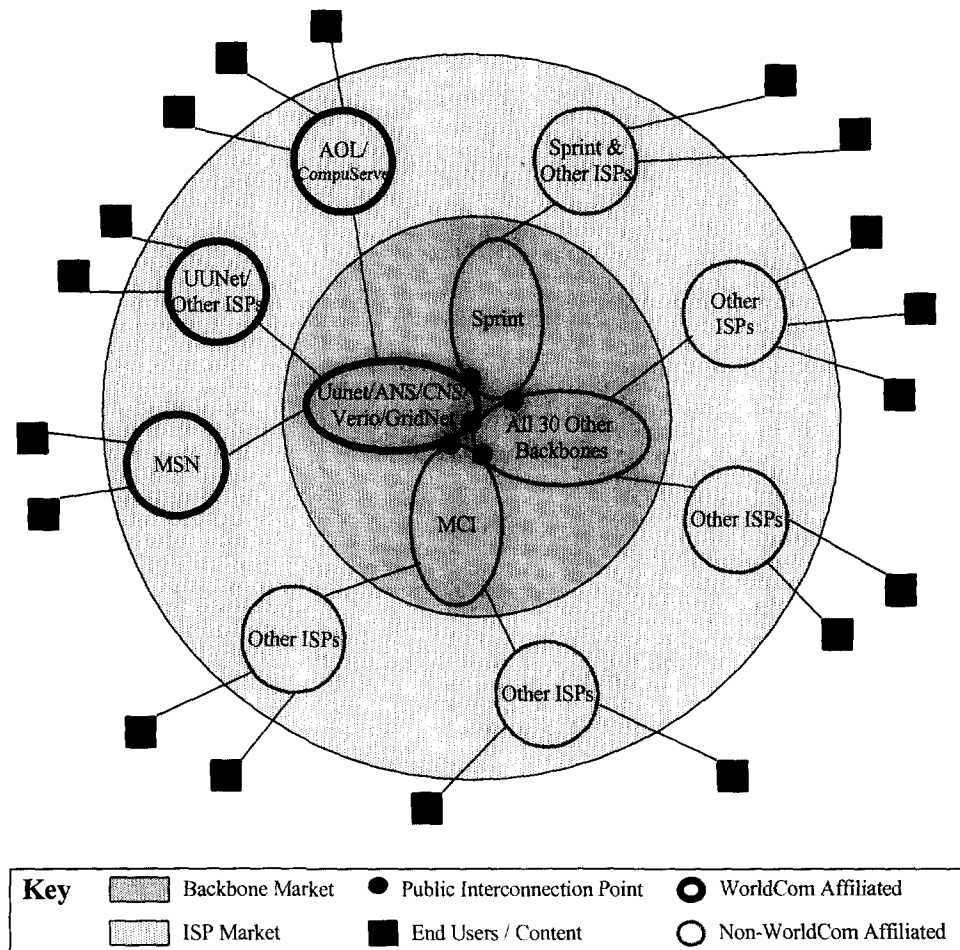 AOL/
CompuServe
Sprint &
Other ISPs
UUNet/
Other ISPs
Other
ISPs
Sprint
Uunet/ANS/CNS/
Verio/GridNet
All 30 Other
Backbones
MSN
MCI
Other ISPs
Other ISPs
Other ISPs
Key
Backbone Market
Public Interconnection Point
WorldCom Affiliated
ISP Market
End Users / Content
Non-WorldCom Affiliated